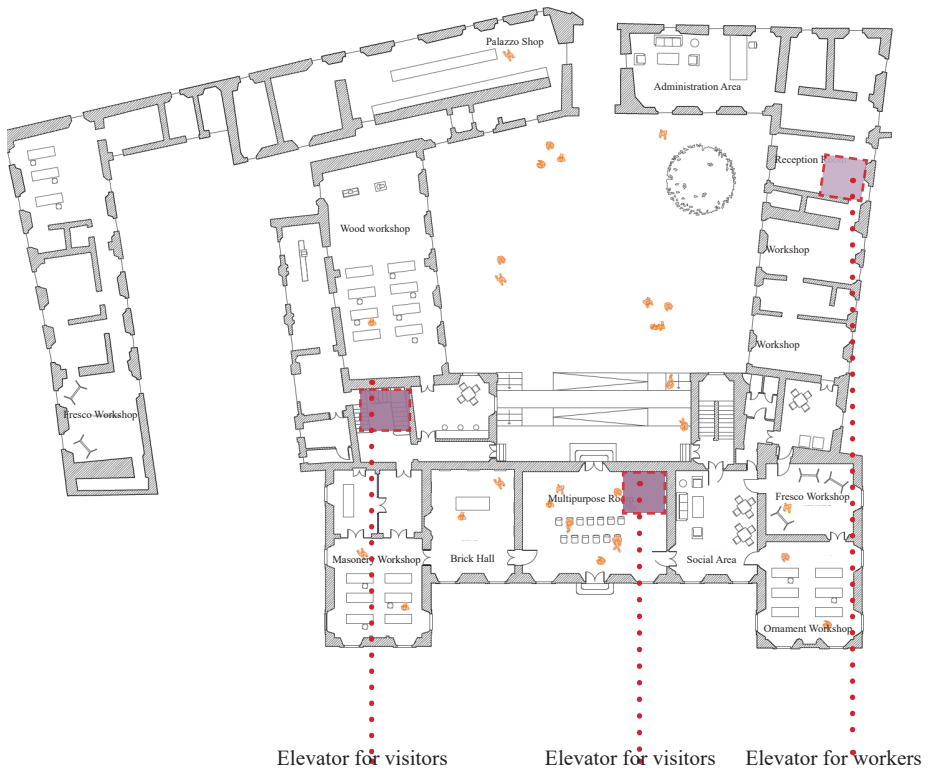 Palazzo Shop
Administration Area
Reception Room
Wood workshop
Workshop
Workshop
Fresco Workshop
Multipurpose Room
Fresco Workshop
Masonery Workshop
Brick Hall
Social Area
Ornament Workshop
Elevator for visitors
Elevator for visitors
Elevator for workers